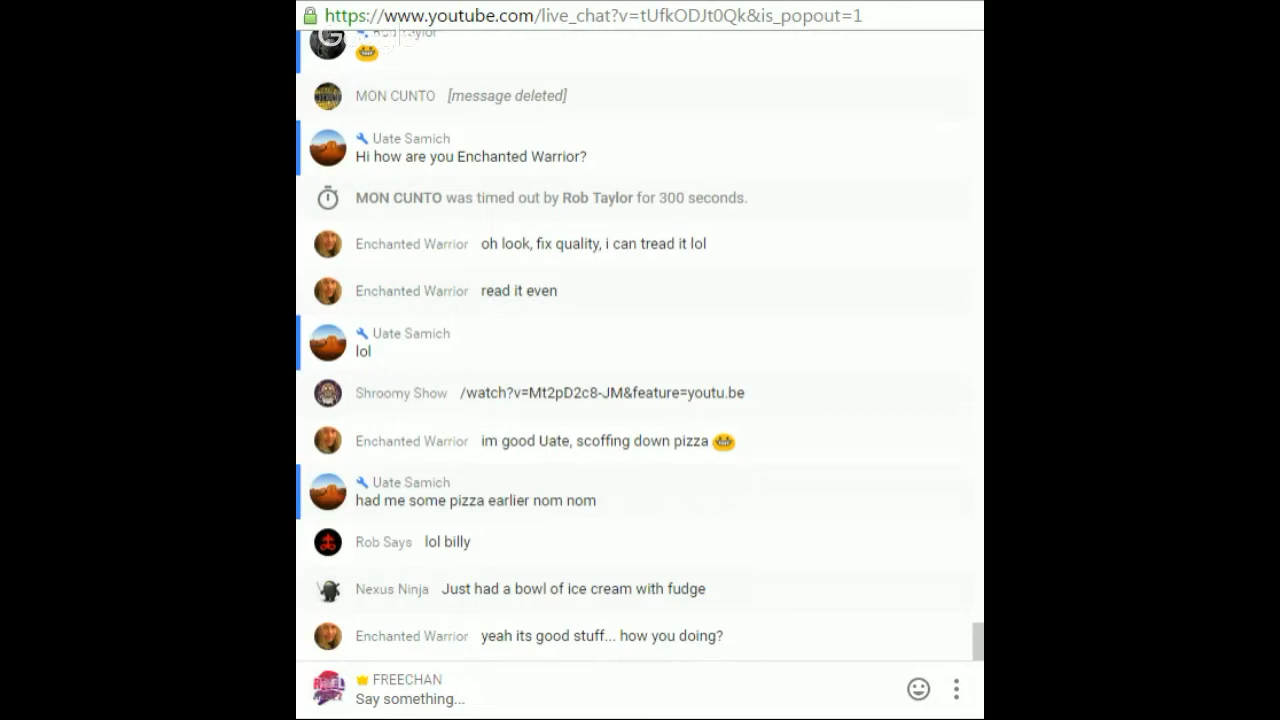 https://www.youtube.com/live_chat?v=tUfkODJt0Qk&is_popout=1
Google
Rob Taylor
MON CUNTO [message deleted]
Uate Samich
Hi how are you Enchanted Warrior?
MON CUNTO was timed out by Rob Taylor for 300 seconds.
Enchanted Warrior oh look, fix quality, i can tread it lol
Enchanted Warrior read it even
Uate Samich
lol
Shroomy Show /watch?v=Mt2pD2c8-JM&feature=youtu.be
Enchanted Warrior im good Uate, scoffing down pizza
Uate Samich
had me some pizza earlier nom nom
Rob Says lol billy
Nexus Ninja Just had a bowl of ice cream with fudge
Enchanted Warrior yeah its good stuff... how you doing?
FREECHAN
Say something...